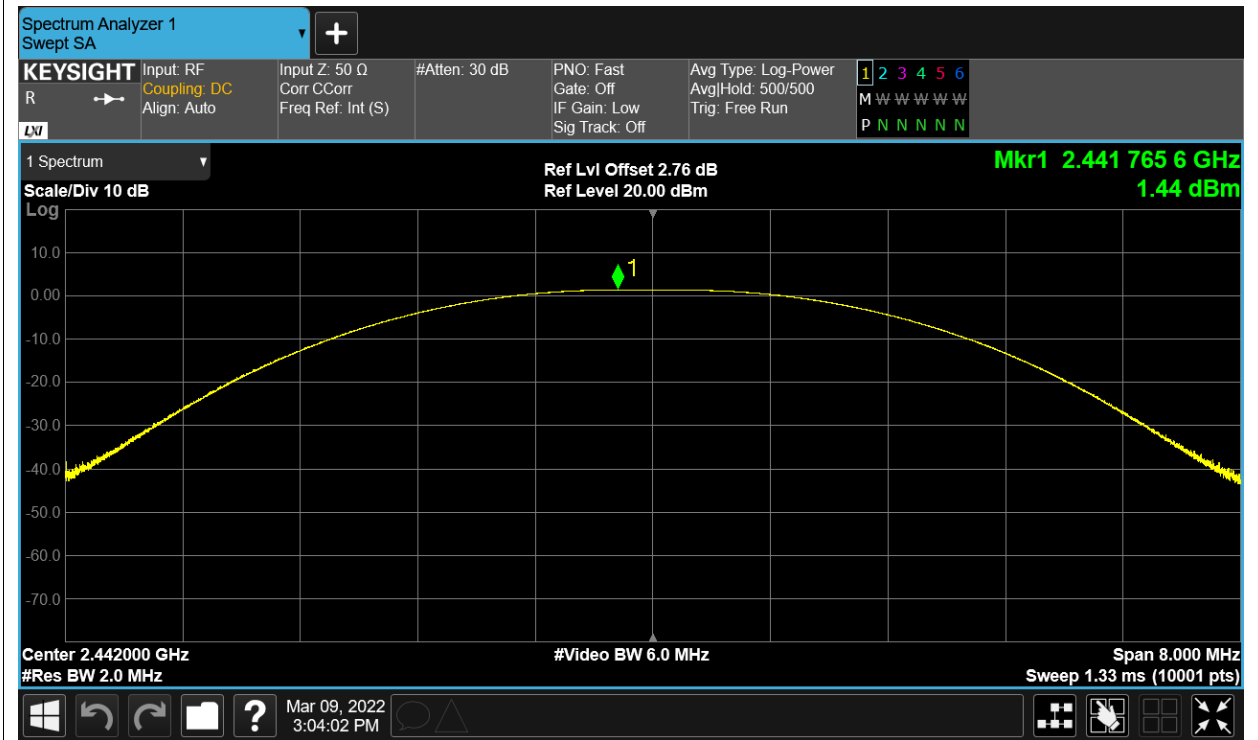 Spectrum Analyzer 1
Swept SA
KEYSIGHT
R
LXI
Input: RF
Coupling: DC
Align: Auto
Input Z: 50 Ω
Corr CCorr
Freq Ref: Int (S)
#Atten: 30 dB
PNO: Fast
Gate: Off
IF Gain: Low
Sig Track: Off
Avg Type: Log-Power
Avg|Hold: 500/500
Trig: Free Run
1 2 3 4 5 6
M W W W W W
P N N N N N
1 Spectrum
Scale/Div 10 dB
Log
Ref Lvl Offset 2.76 dB
Ref Level 20.00 dBm
Mkr1 2.441 765 6 GHz
1.44 dBm
10.0
0.00
-10.0
-20.0
-30.0
-40.0
-50.0
-60.0
-70.0
1
Center 2.442000 GHz
#Res BW 2.0 MHz
#Video BW 6.0 MHz
Span 8.000 MHz
Sweep 1.33 ms (10001 pts)
?
Mar 09, 2022
3:04:02 PM